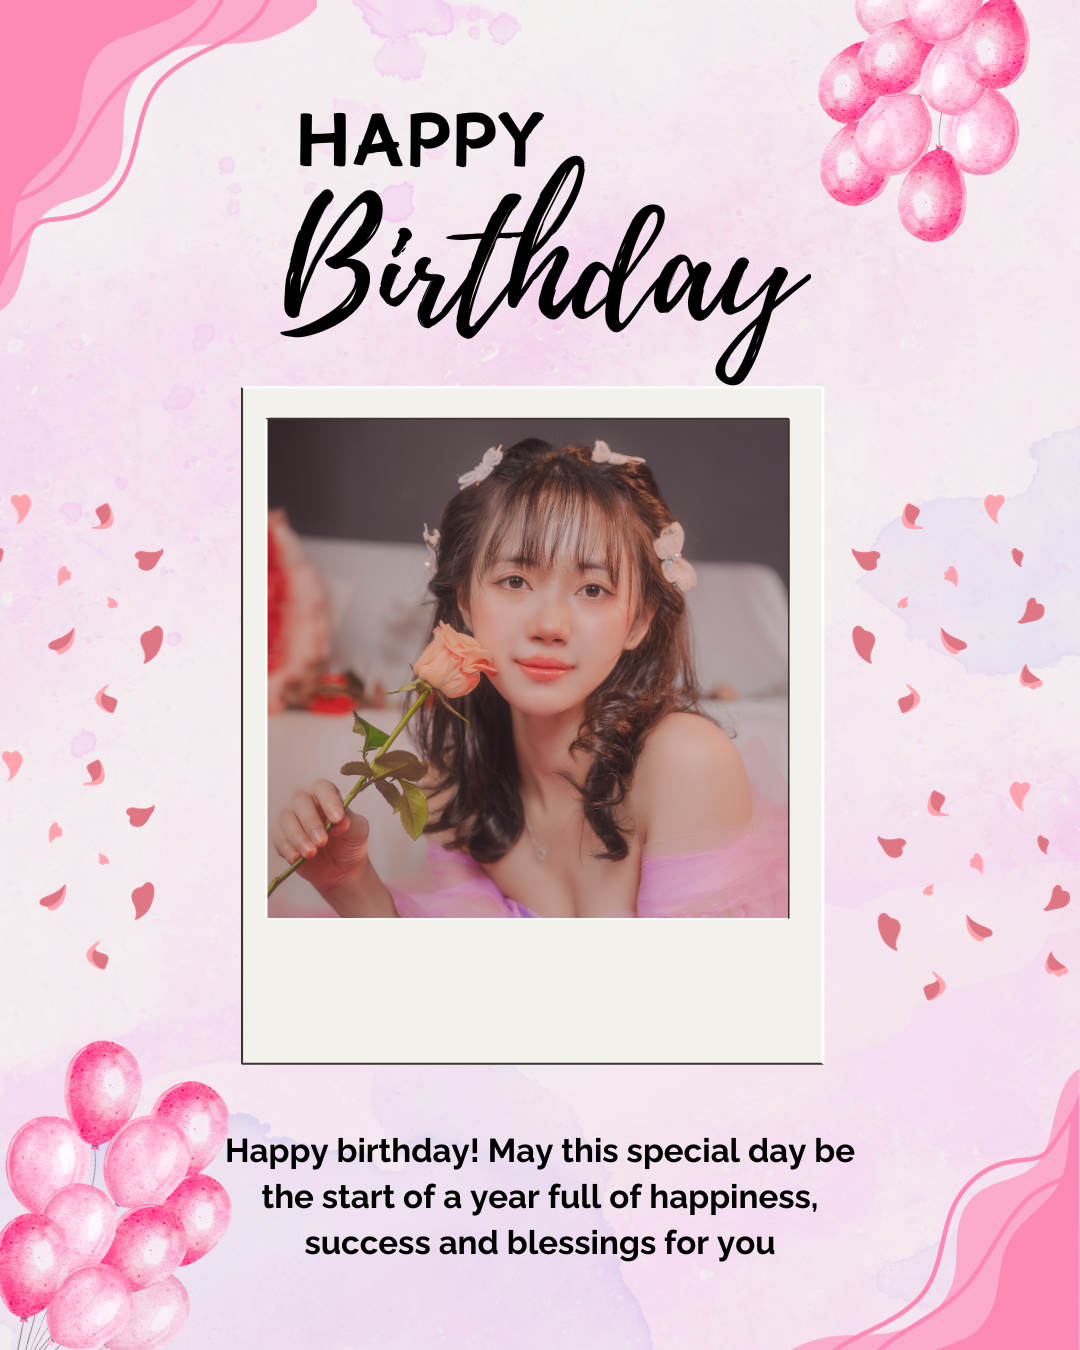 HAPPY
Birthday
Happy birthday! May this special day be
the start of a year full of happiness,
success and blessings for you